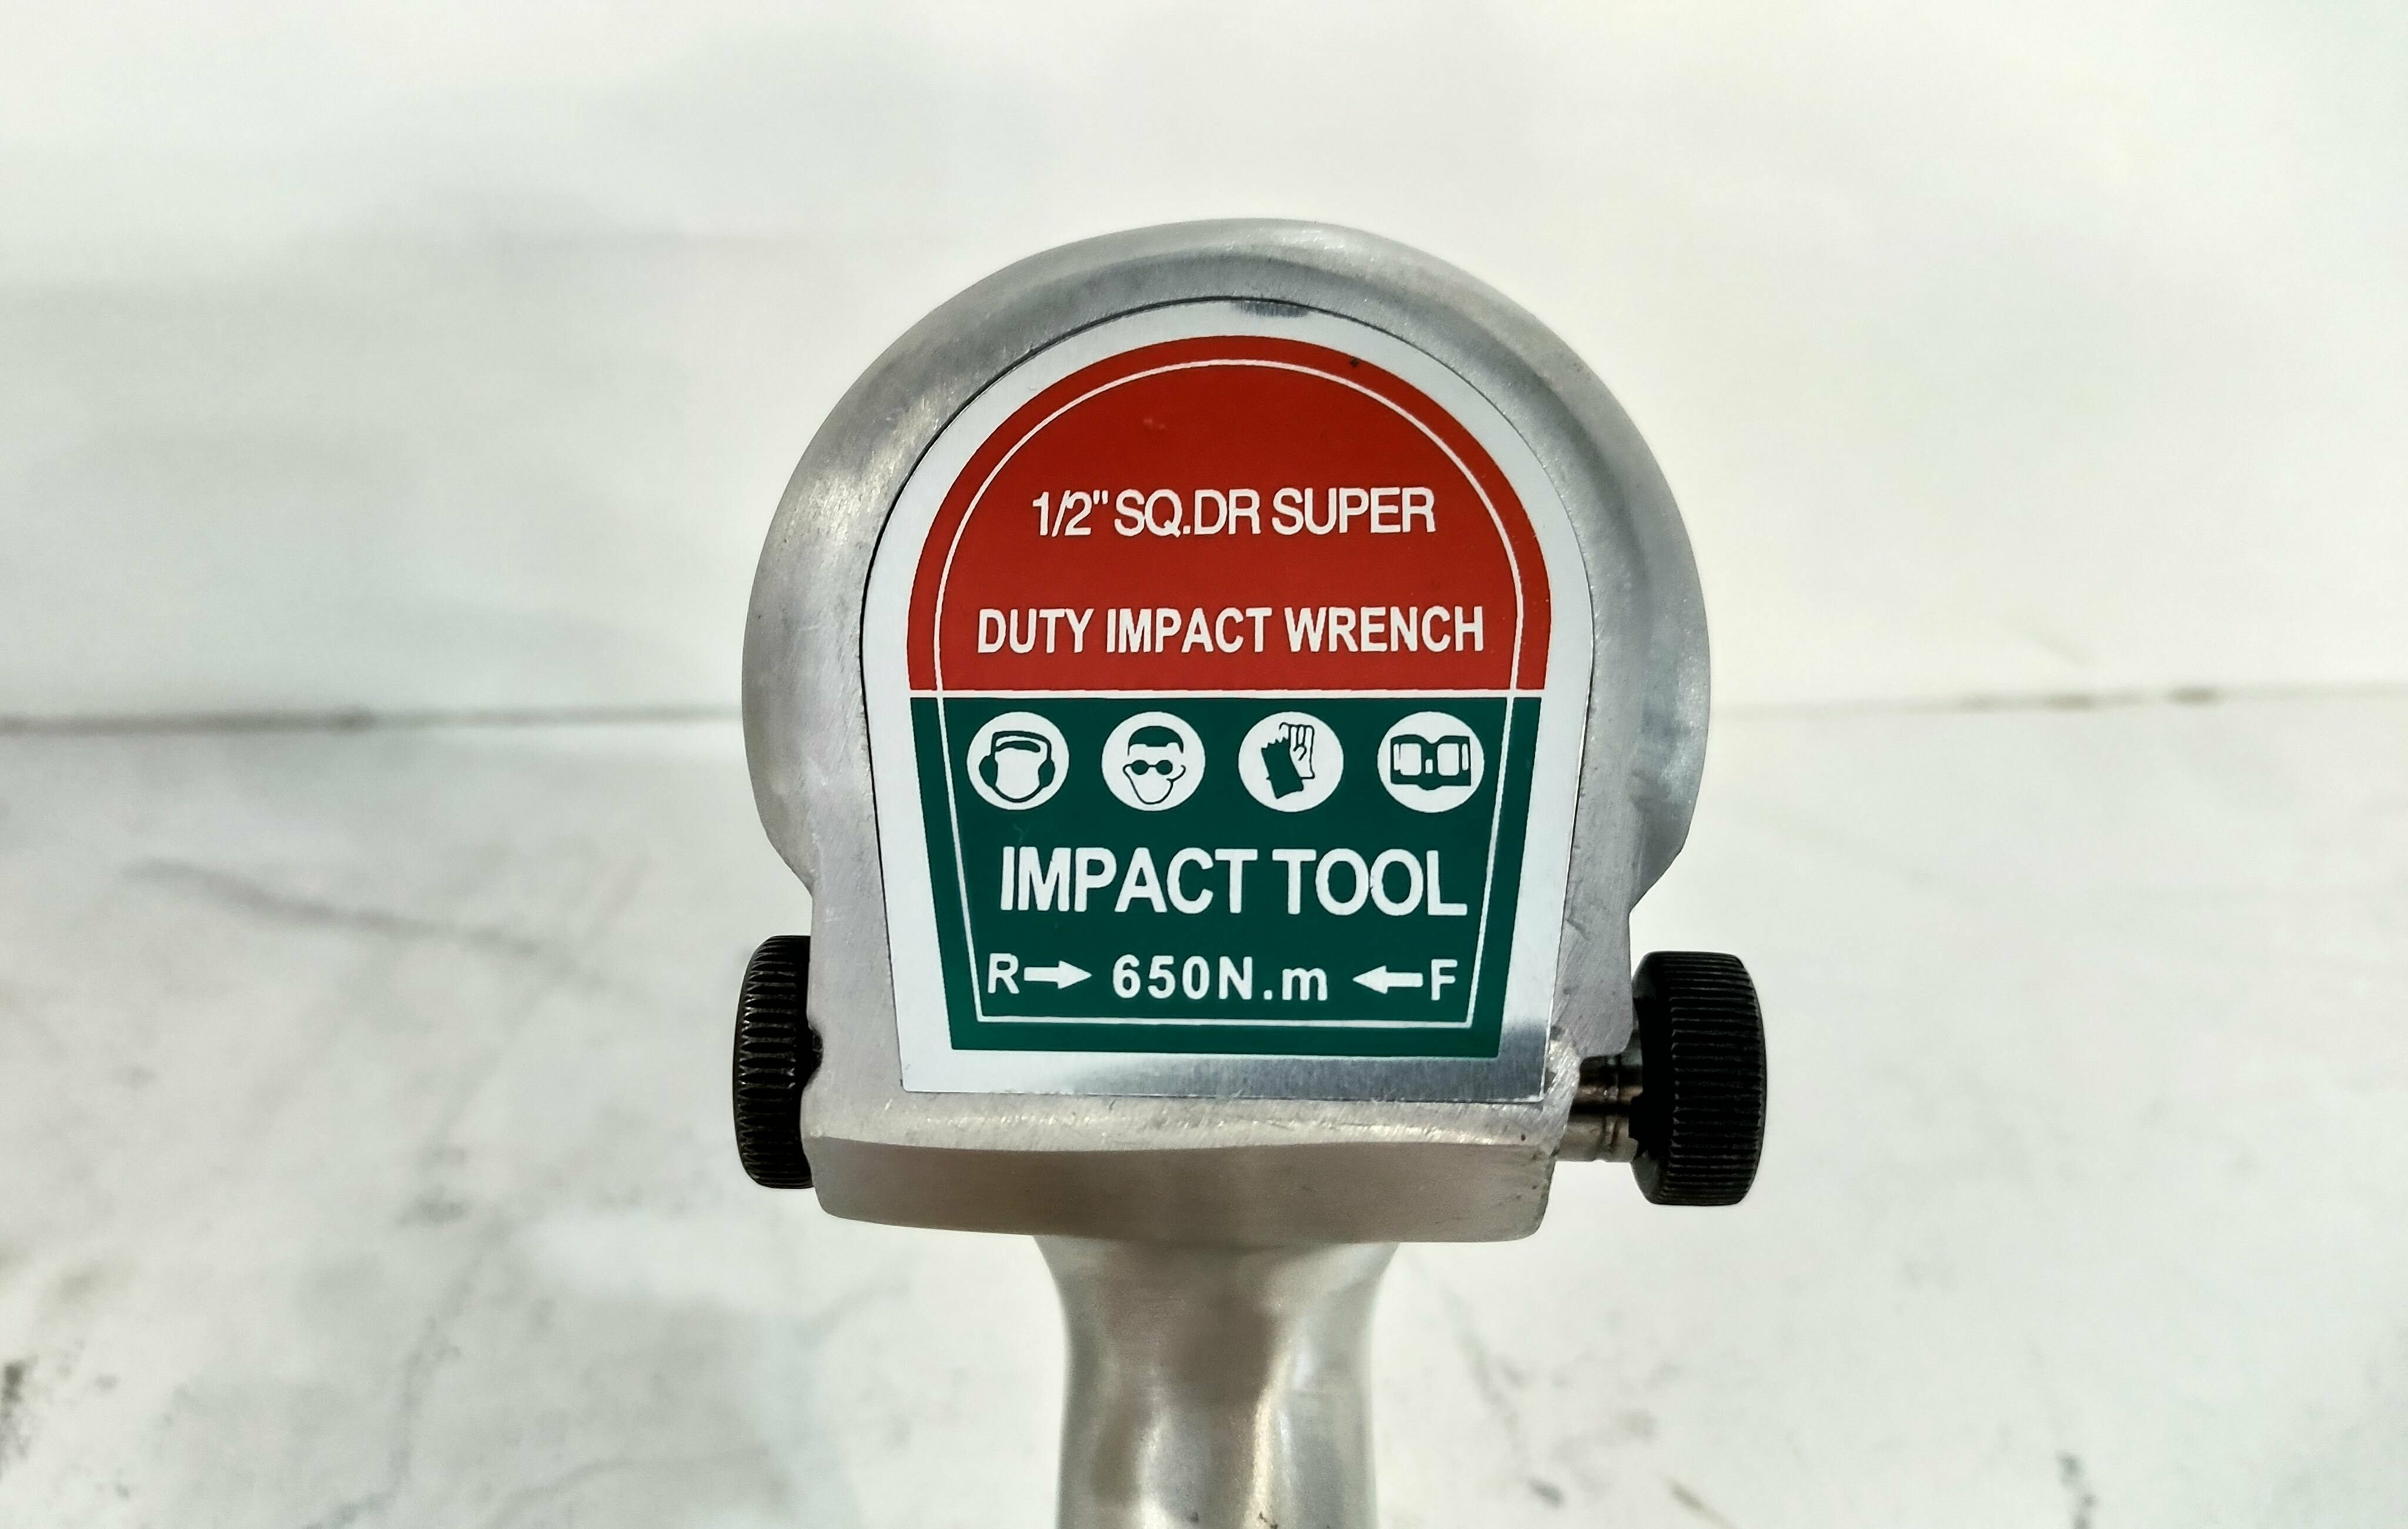 1/2" SQ.DR SUPER
DUTY IMPACT WRENCH
IMPACT TOOL
R→ 650N.m ←F